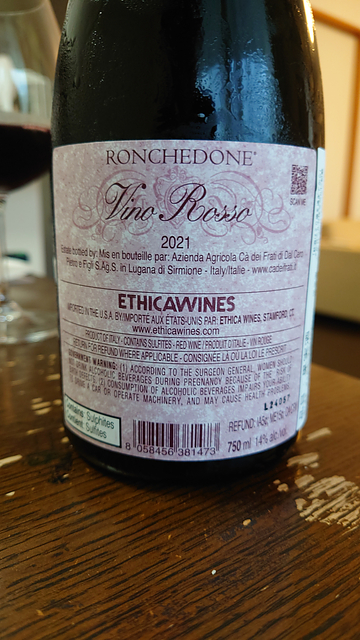 RONCHEDONE®
SCAN ME
Vino Rosso
2021
Estate bottled by: Mis en bouteille par: Azienda Agricola Cà dei Frati di Dal Cero
Pietro e Figli S.Ag.S. in Lugana di Sirmione - Italy/Italie - www.cadeifrati.it
ETHICAWINES
IMPORTED IN THE U.S.A. BY/IMPORTÉ AUX ÉTATS-UNIS PAR: ETHICA WINES, STAMFORD, CT.
www.ethicawines.com
PRODUCT OF ITALY - CONTAINS SULFITES - RED WINE / PRODUIT D'ITALIE - VIN ROUGE
RETURN FOR REFUND WHERE APPLICABLE - CONSIGNÉE LÀ OÙ LA LOI LE PRESCRIT
GOVERNMENT WARNING: (1) ACCORDING TO THE SURGEON GENERAL, WOMEN SHOULD
NOT DRINK ALCOHOLIC BEVERAGES DURING PREGNANCY BECAUSE OF THE RISK OF
(2) CONSUMPTION OF ALCOHOLIC BEVERAGES IMPAIRS YOUR ABILITY
TO DRIVE A CAR OR OPERATE MACHINERY, AND MAY CAUSE HEALTH PROBLEMS.
Contains Sulphites
Contient Sulfites
8 058456 381473
REFUND: IA5¢
750 ml 14% alc./vol.